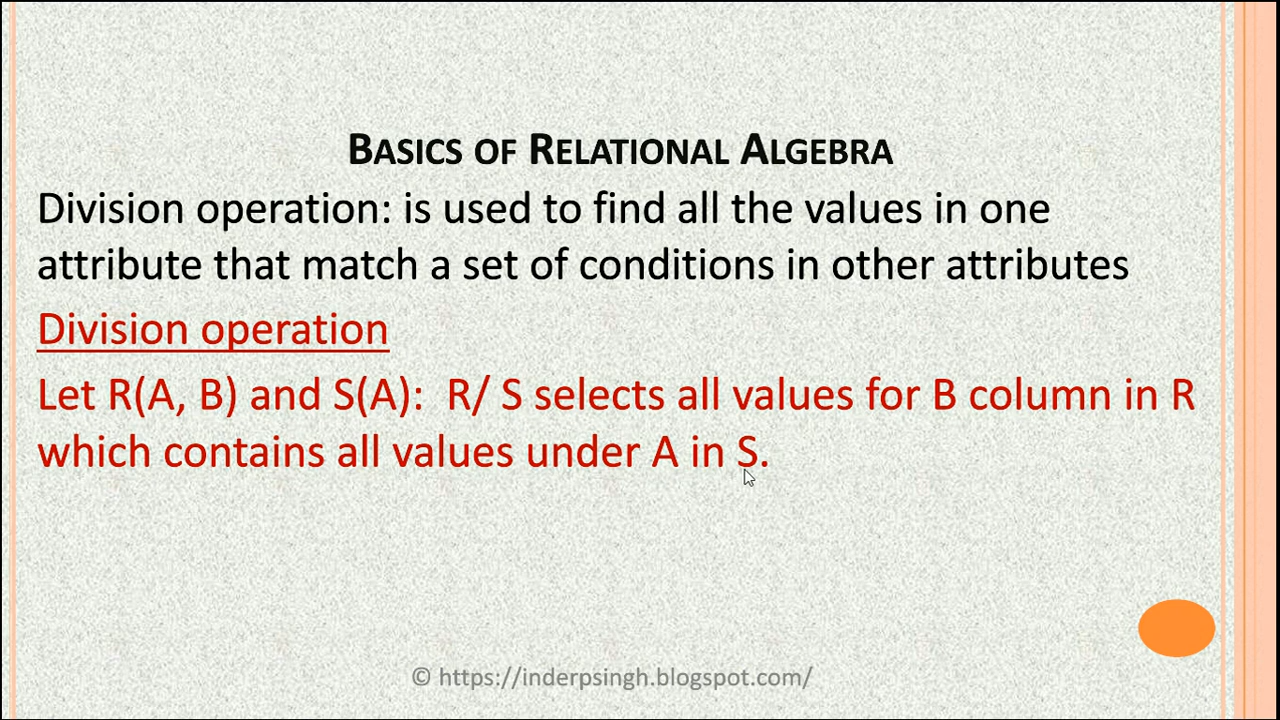 BASICS OF RELATIONAL ALGEBRA
Division operation: is used to find all the values in one
attribute that match a set of conditions in other attributes
Division operation
Let R(A, B) and S(A):  R/ S selects all values for B column in R
which contains all values under A in S.
© https://inderpsingh.blogspot.com/